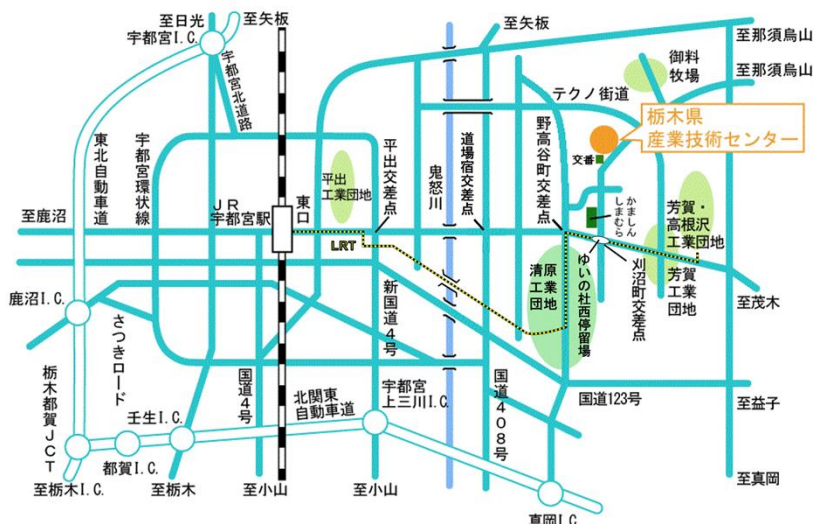 至日光
宇都宮I.C.
至矢板
至矢板
至那須烏山
御料
牧場
至那須烏山
宇都宮北道路
テクノ街道
栃木県
産業技術センター
東北自動車道
宇都宮環状線
平出
工業団地
平出交差点
鬼怒川
道場宿交差点
野高谷町交差点
交番
かましん
しまむら
JR
宇都宮駅
東口
至鹿沼
LRT
芳賀・
高根沢
工業団地
清原
工業
団地
ゆいの杜西停留場
刈沼町交差点
芳賀
工業
団地
至茂木
鹿沼I.C.
さつきロード
新国道4号
国道4号
北関東
自動車道
宇都宮
上三川I.C.
国道408号
国道123号
至益子
栃木都賀JCT
壬生I.C.
都賀I.C.
至栃木I.C.
至栃木
至小山
至小山
至真岡
真岡I.C